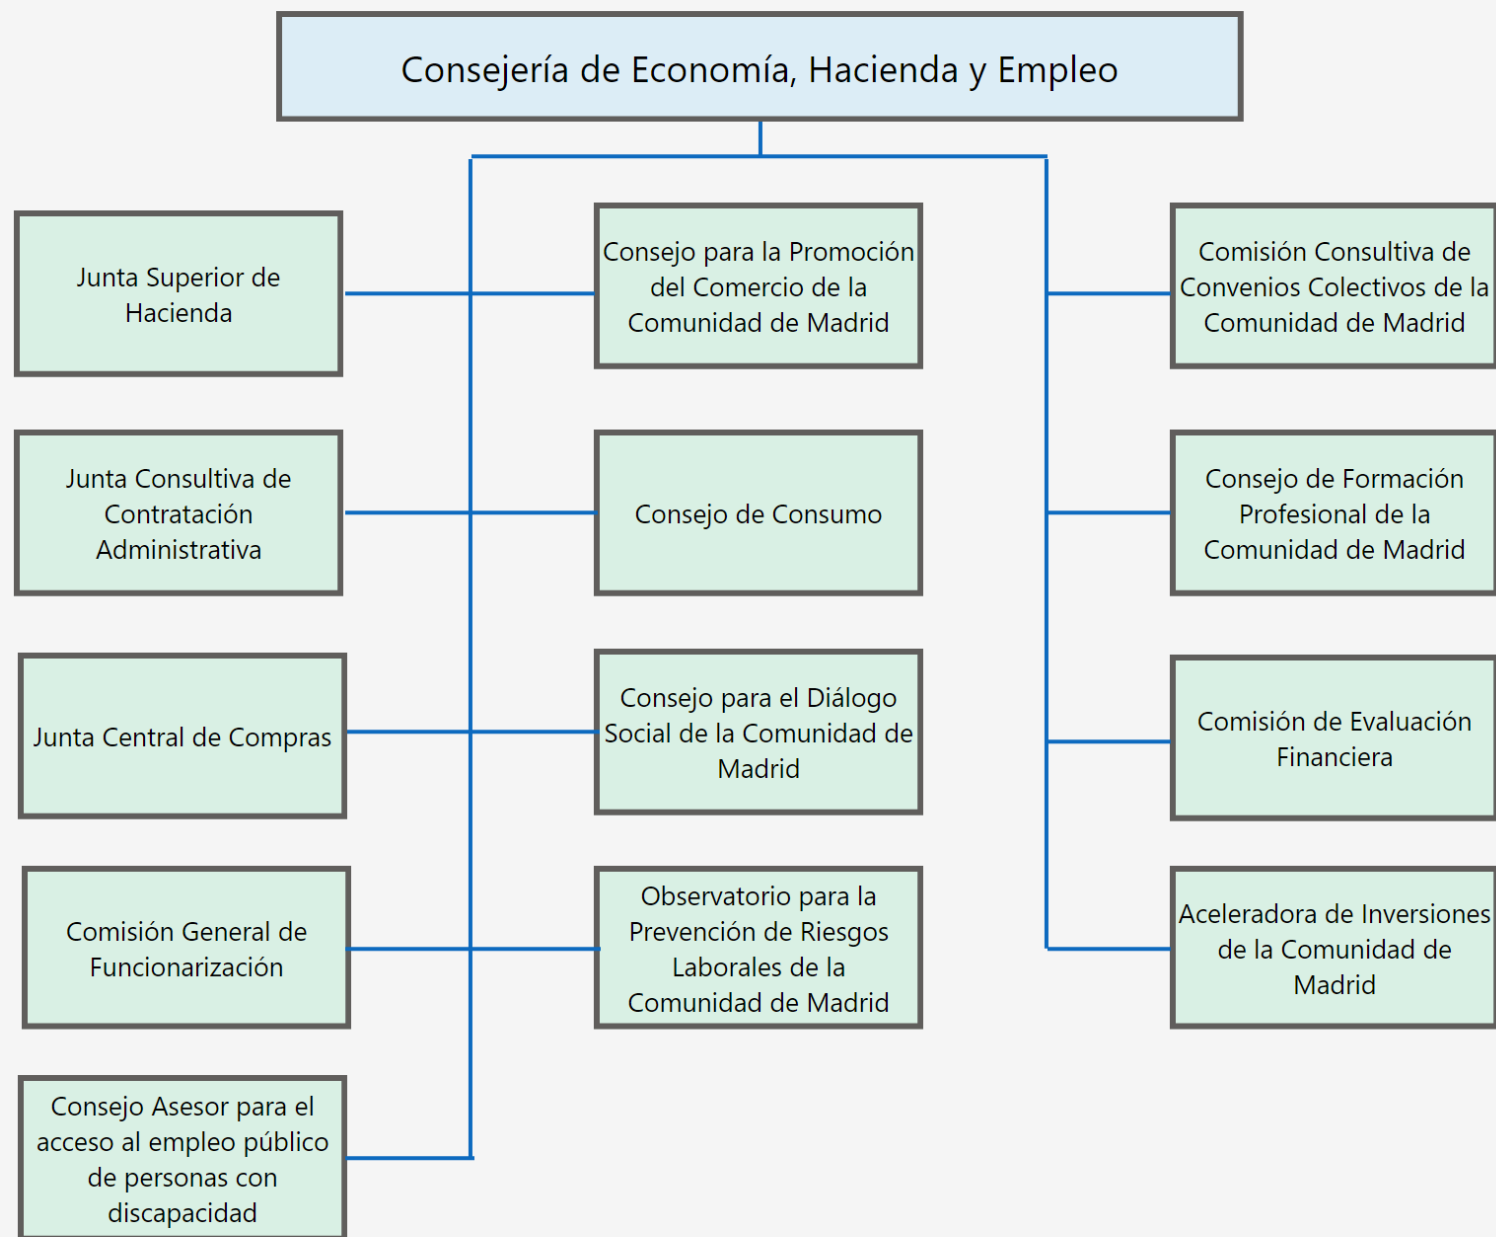 Consejería de Economía, Hacienda y Empleo
Junta Superior de
Hacienda
Consejo para la Promoción
del Comercio de la
Comunidad de Madrid
Comisión Consultiva de
Convenios Colectivos de la
Comunidad de Madrid
Junta Consultiva de
Contratación
Administrativa
Consejo de Consumo
Consejo de Formación
Profesional de la
Comunidad de Madrid
Junta Central de Compras
Consejo para el Diálogo
Social de la Comunidad de
Madrid
Comisión de Evaluación
Financiera
Comisión General de
Funcionarización
Observatorio para la
Prevención de Riesgos
Laborales de la
Comunidad de Madrid
Aceleradora de Inversiones
de la Comunidad de
Madrid
Consejo Asesor para el
acceso al empleo público
de personas con
discapacidad